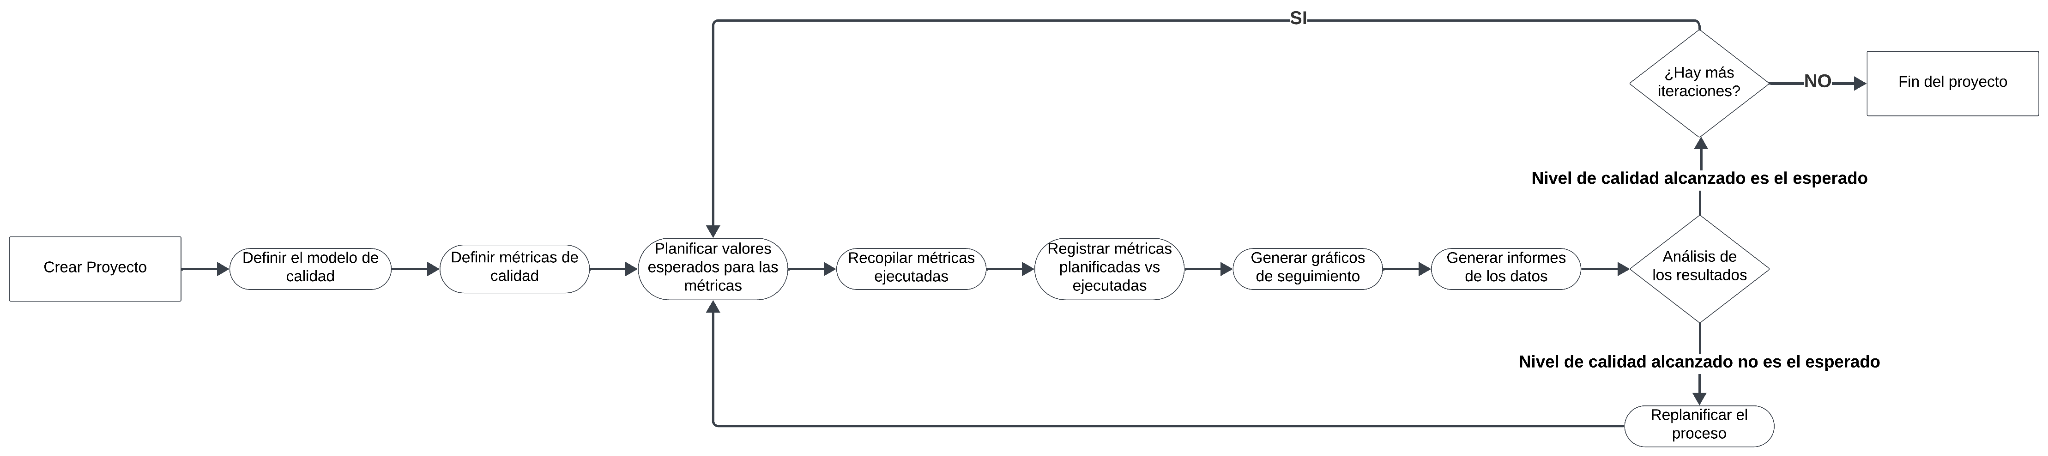 SI
¿Hay más
iteraciones?
NO
Fin del proyecto
Nivel de calidad alcanzado es el esperado
Crear Proyecto
Definir el modelo de
calidad
Definir métricas de
calidad
Planificar valores
esperados para las
métricas
Recopilar métricas
ejecutadas
Registrar métricas
planificadas vs
ejecutadas
Generar gráficos
de seguimiento
Generar informes
de los datos
Análisis de
los resultados
Nivel de calidad alcanzado no es el esperado
Replanificar el
proceso